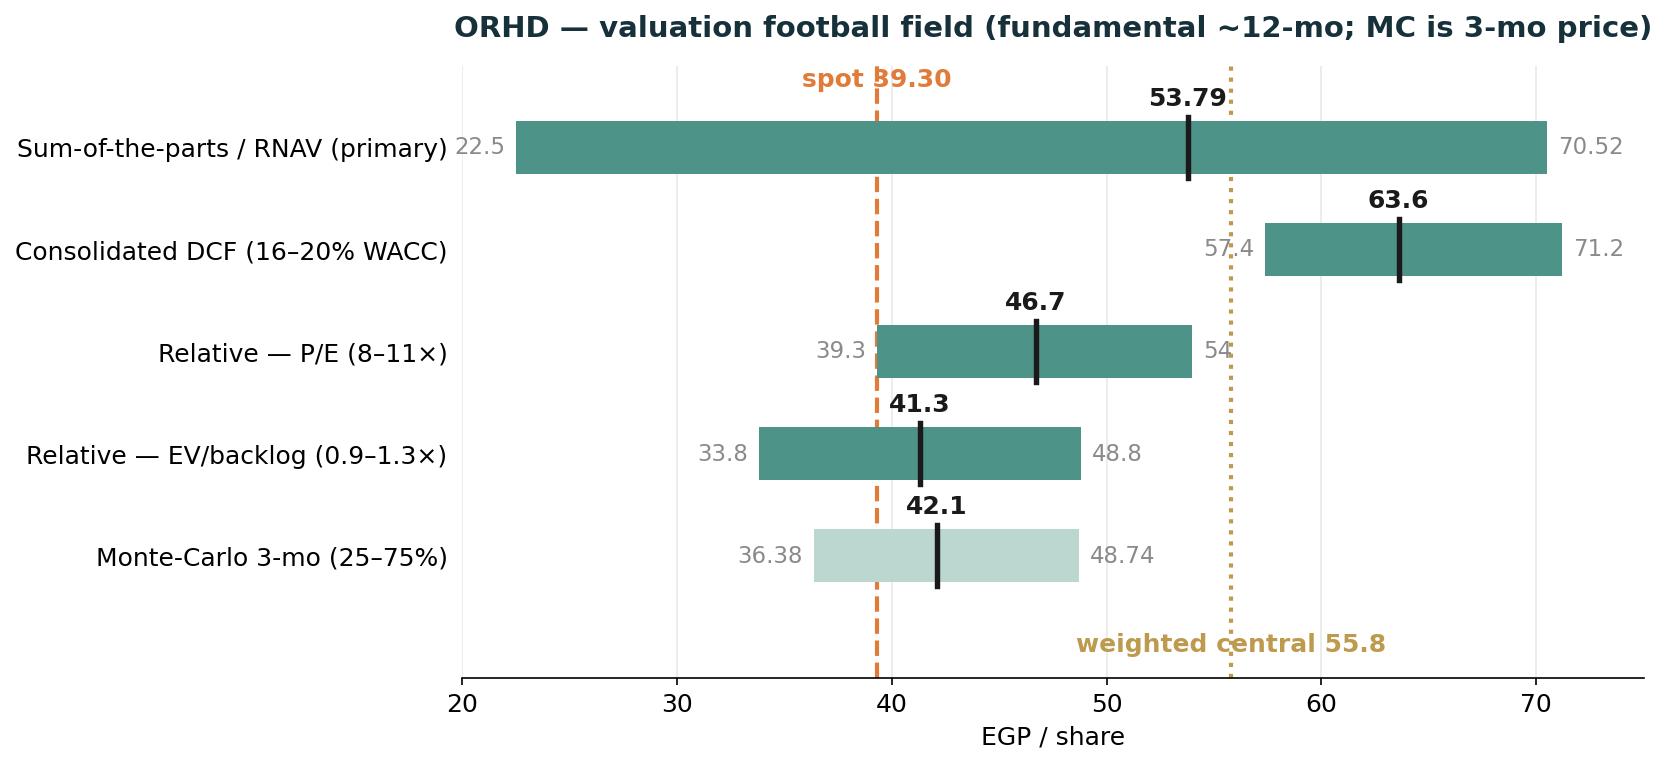 ORHD — valuation football field (fundamental ~12-mo; MC is 3-mo price)
spot 39.30
53.79
Sum-of-the-parts / RNAV (primary) 22.5 70.52
63.6
Consolidated DCF (16–20% WACC) 57.4 71.2
46.7
Relative — P/E (8–11×) 39.3 54
41.3
Relative — EV/backlog (0.9–1.3×) 33.8 48.8
42.1
Monte-Carlo 3-mo (25–75%) 36.38 48.74
weighted central 55.8
20 30 40 50 60 70
EGP / share